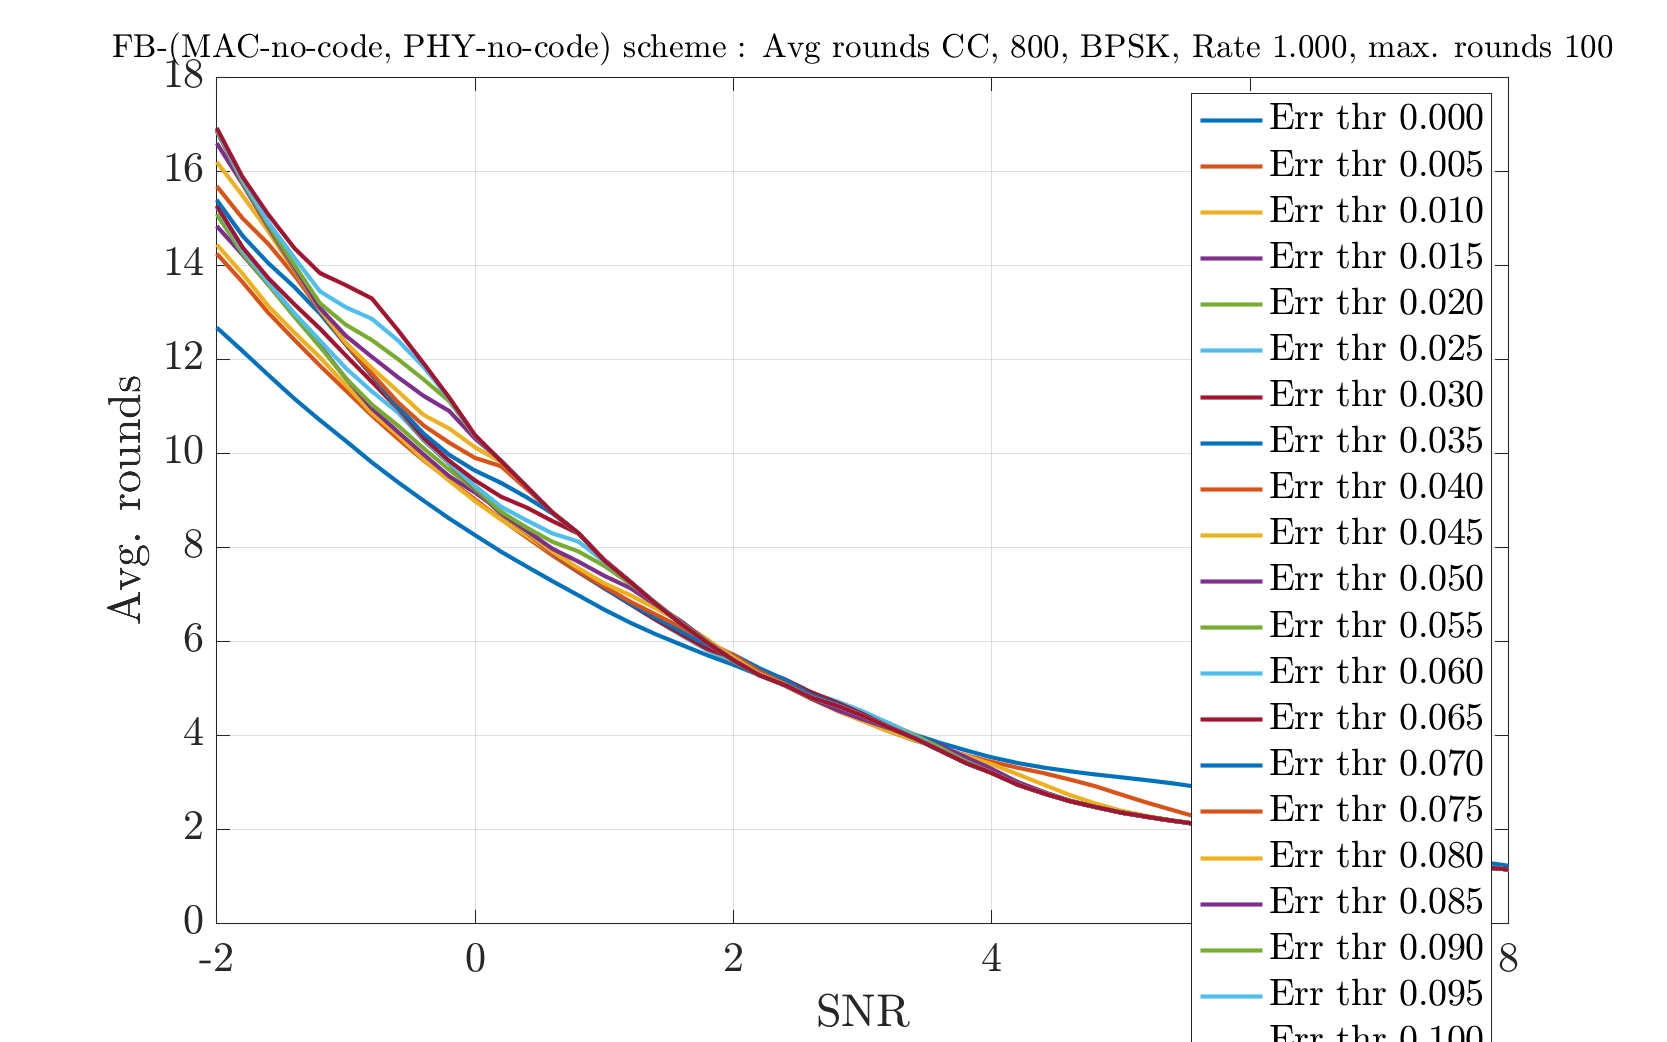 FB-(MAC-no-code, PHY-no-code) scheme : Avg rounds CC, 800, BPSK, Rate 1.000, max. rounds 100
18
16
14
12
10
8
6
4
2
0
Avg. rounds
-2
0
2
4
8
SNR
Err thr 0.000
Err thr 0.005
Err thr 0.010
Err thr 0.015
Err thr 0.020
Err thr 0.025
Err thr 0.030
Err thr 0.035
Err thr 0.040
Err thr 0.045
Err thr 0.050
Err thr 0.055
Err thr 0.060
Err thr 0.065
Err thr 0.070
Err thr 0.075
Err thr 0.080
Err thr 0.085
Err thr 0.090
Err thr 0.095
Err thr 0.100